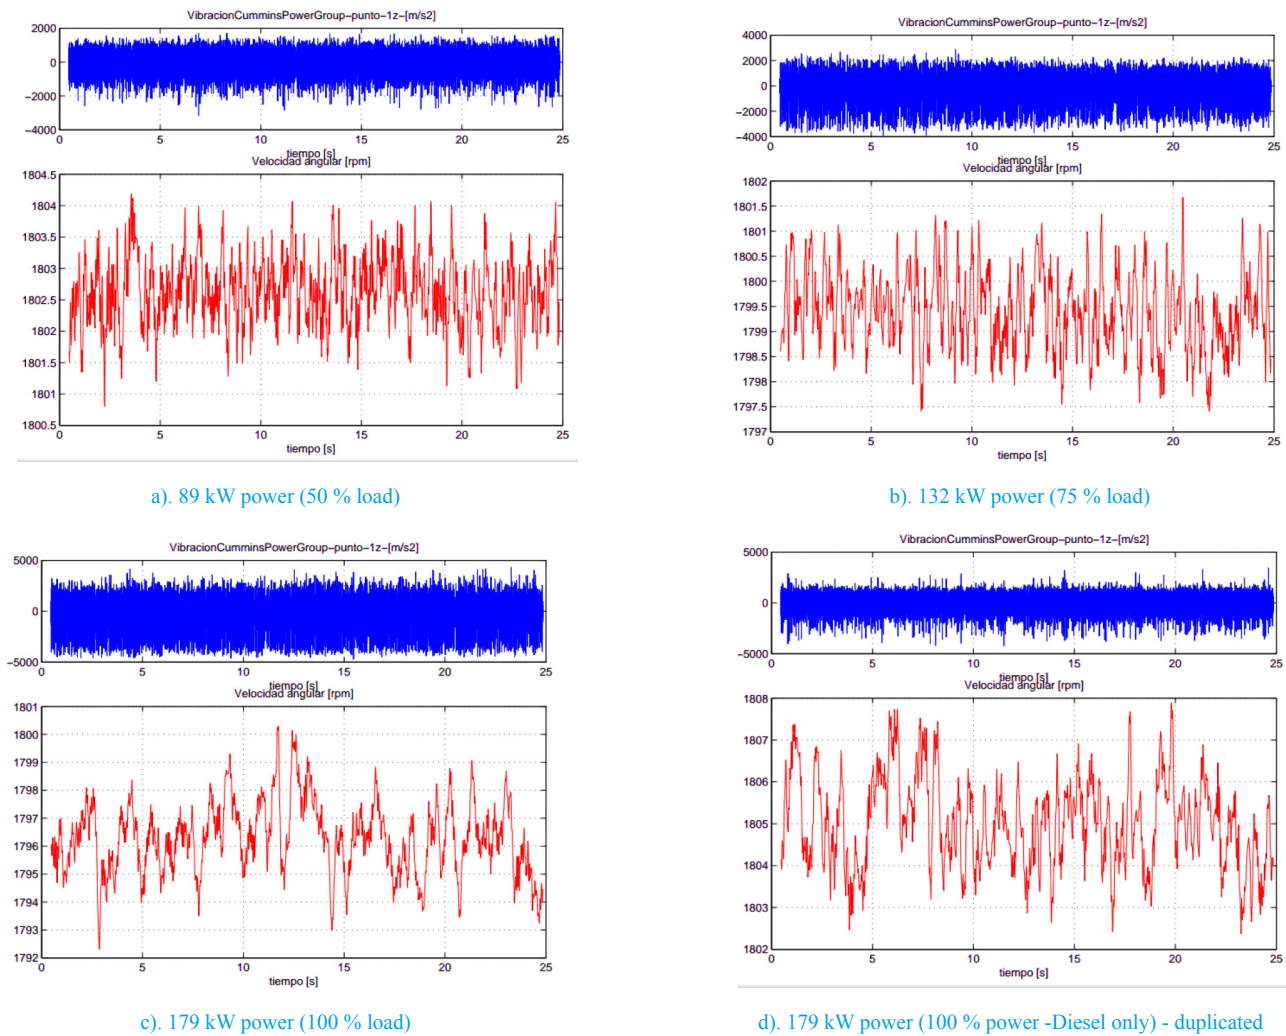 VibracionCumminsPowerGroup-punto-1z-[m/s2]
2000
0
-2000
-4000
0 5 10 15 20 25
tiempo [s]
Velocidad angular [rpm]
1804.5
1804
1803.5
1803
1802.5
1802
1801.5
1801
1800.5
0 5 10 15 20 25
tiempo [s]
a). 89 kW power (50 % load)
VibracionCumminsPowerGroup-punto-1z-[m/s2]
4000
2000
0
-2000
-4000
0 5 10 15 20 25
tiempo [s]
Velocidad angular [rpm]
1802
1801.5
1801
1800.5
1800
1799.5
1799
1798.5
1798
1797.5
1797
0 5 10 15 20 25
tiempo [s]
b). 132 kW power (75 % load)
VibracionCumminsPowerGroup-punto-1z-[m/s2]
5000
0
-5000
0 5 10 15 20 25
tiempo [s]
Velocidad angular [rpm]
1801
1800
1799
1798
1797
1796
1795
1794
1793
1792
0 5 10 15 20 25
tiempo [s]
c). 179 kW power (100 % load)
VibracionCumminsPowerGroup-punto-1z-[m/s2]
5000
0
-5000
0 5 10 15 20 25
tiempo [s]
Velocidad angular [rpm]
1808
1807
1806
1805
1804
1803
1802
0 5 10 15 20 25
tiempo [s]
d). 179 kW power (100 % power -Diesel only) - duplicated